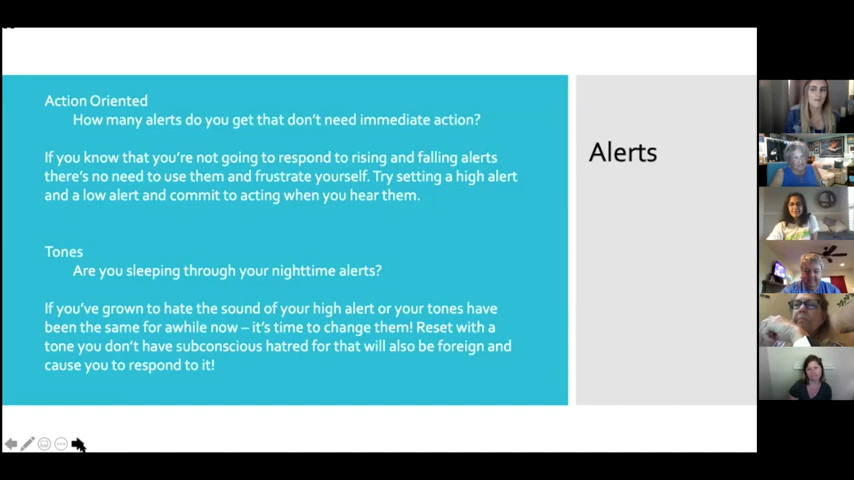 Action Oriented
How many alerts do you get that don't need immediate action?
If you know that you're not going to respond to rising and falling alerts
there's no need to use them and frustrate yourself. Try setting a high alert
and a low alert and commit to acting when you hear them.
Tones
Are you sleeping through your nighttime alerts?
If you've grown to hate the sound of your high alert or your tones have
been the same for awhile now – it's time to change them! Reset with a
tone you don't have subconscious hatred for that will also be foreign and
cause you to respond to it!
Alerts